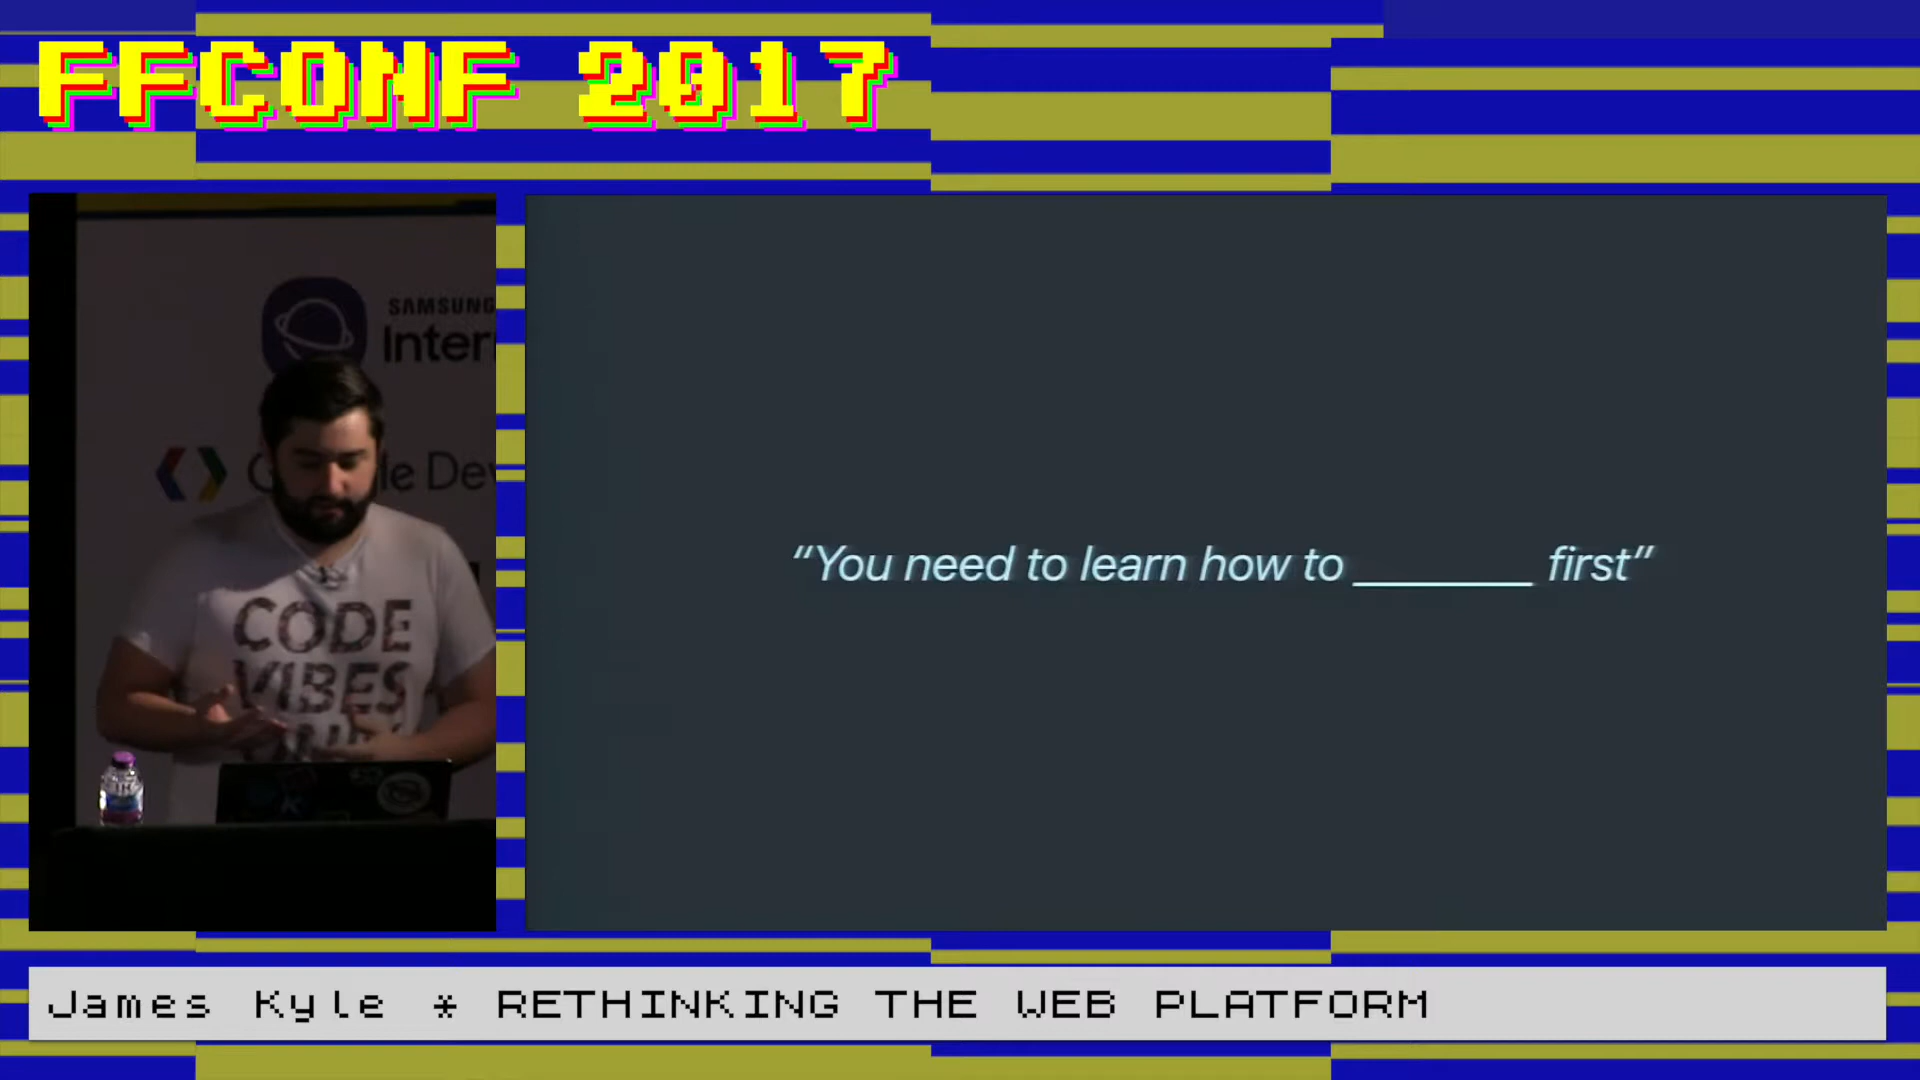 FFCONF 2017
SAMSUNG
Inter
le Dev
CODE
VIBES
“You need to learn how to ________ first”
James Kyle * RETHINKING THE WEB PLATFORM